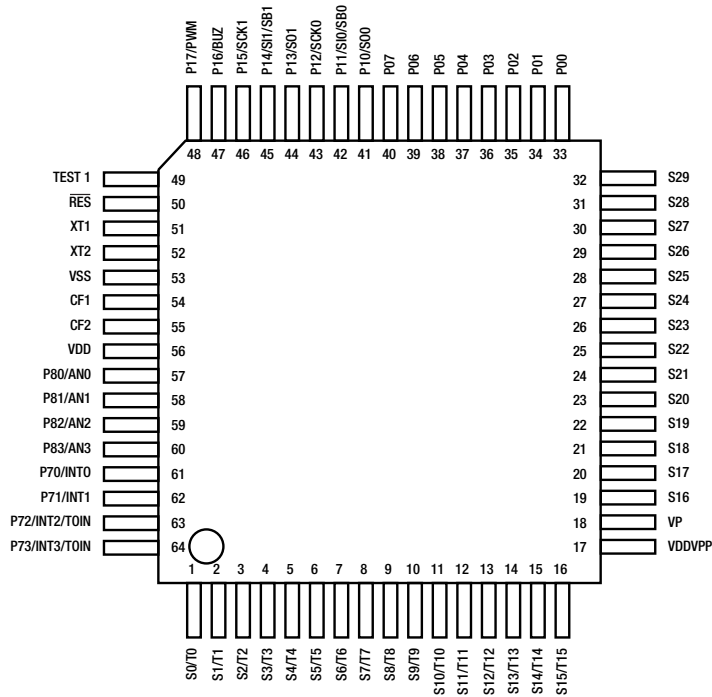 P17/PWM P16/BUZ P15/SCK1 P14/SI1/SB1 P13/SO1 P12/SCK0 P11/SI0/SB0 P10/SO0 P07 P06 P05 P04 P03 P02 P01 P00
48 47 46 45 44 43 42 41 40 39 38 37 36 35 34 33
TEST 1 49 32 S29
RES 50 31 S28
XT1 51 30 S27
XT2 52 29 S26
VSS 53 28 S25
CF1 54 27 S24
CF2 55 26 S23
VDD 56 25 S22
P80/AN0 57 24 S21
P81/AN1 58 23 S20
P82/AN2 59 22 S19
P83/AN3 60 21 S18
P70/INTO 61 20 S17
P71/INT1 62 19 S16
P72/INT2/TOIN 63 18 VP
P73/INT3/TOIN 64 17 VDDVPP
1 2 3 4 5 6 7 8 9 10 11 12 13 14 15 16
S0/T0 S1/T1 S2/T2 S3/T3 S4/T4 S5/T5 S6/T6 S7/T7 S8/T8 S9/T9 S10/T10 S11/T11 S12/T12 S13/T13 S14/T14 S15/T15